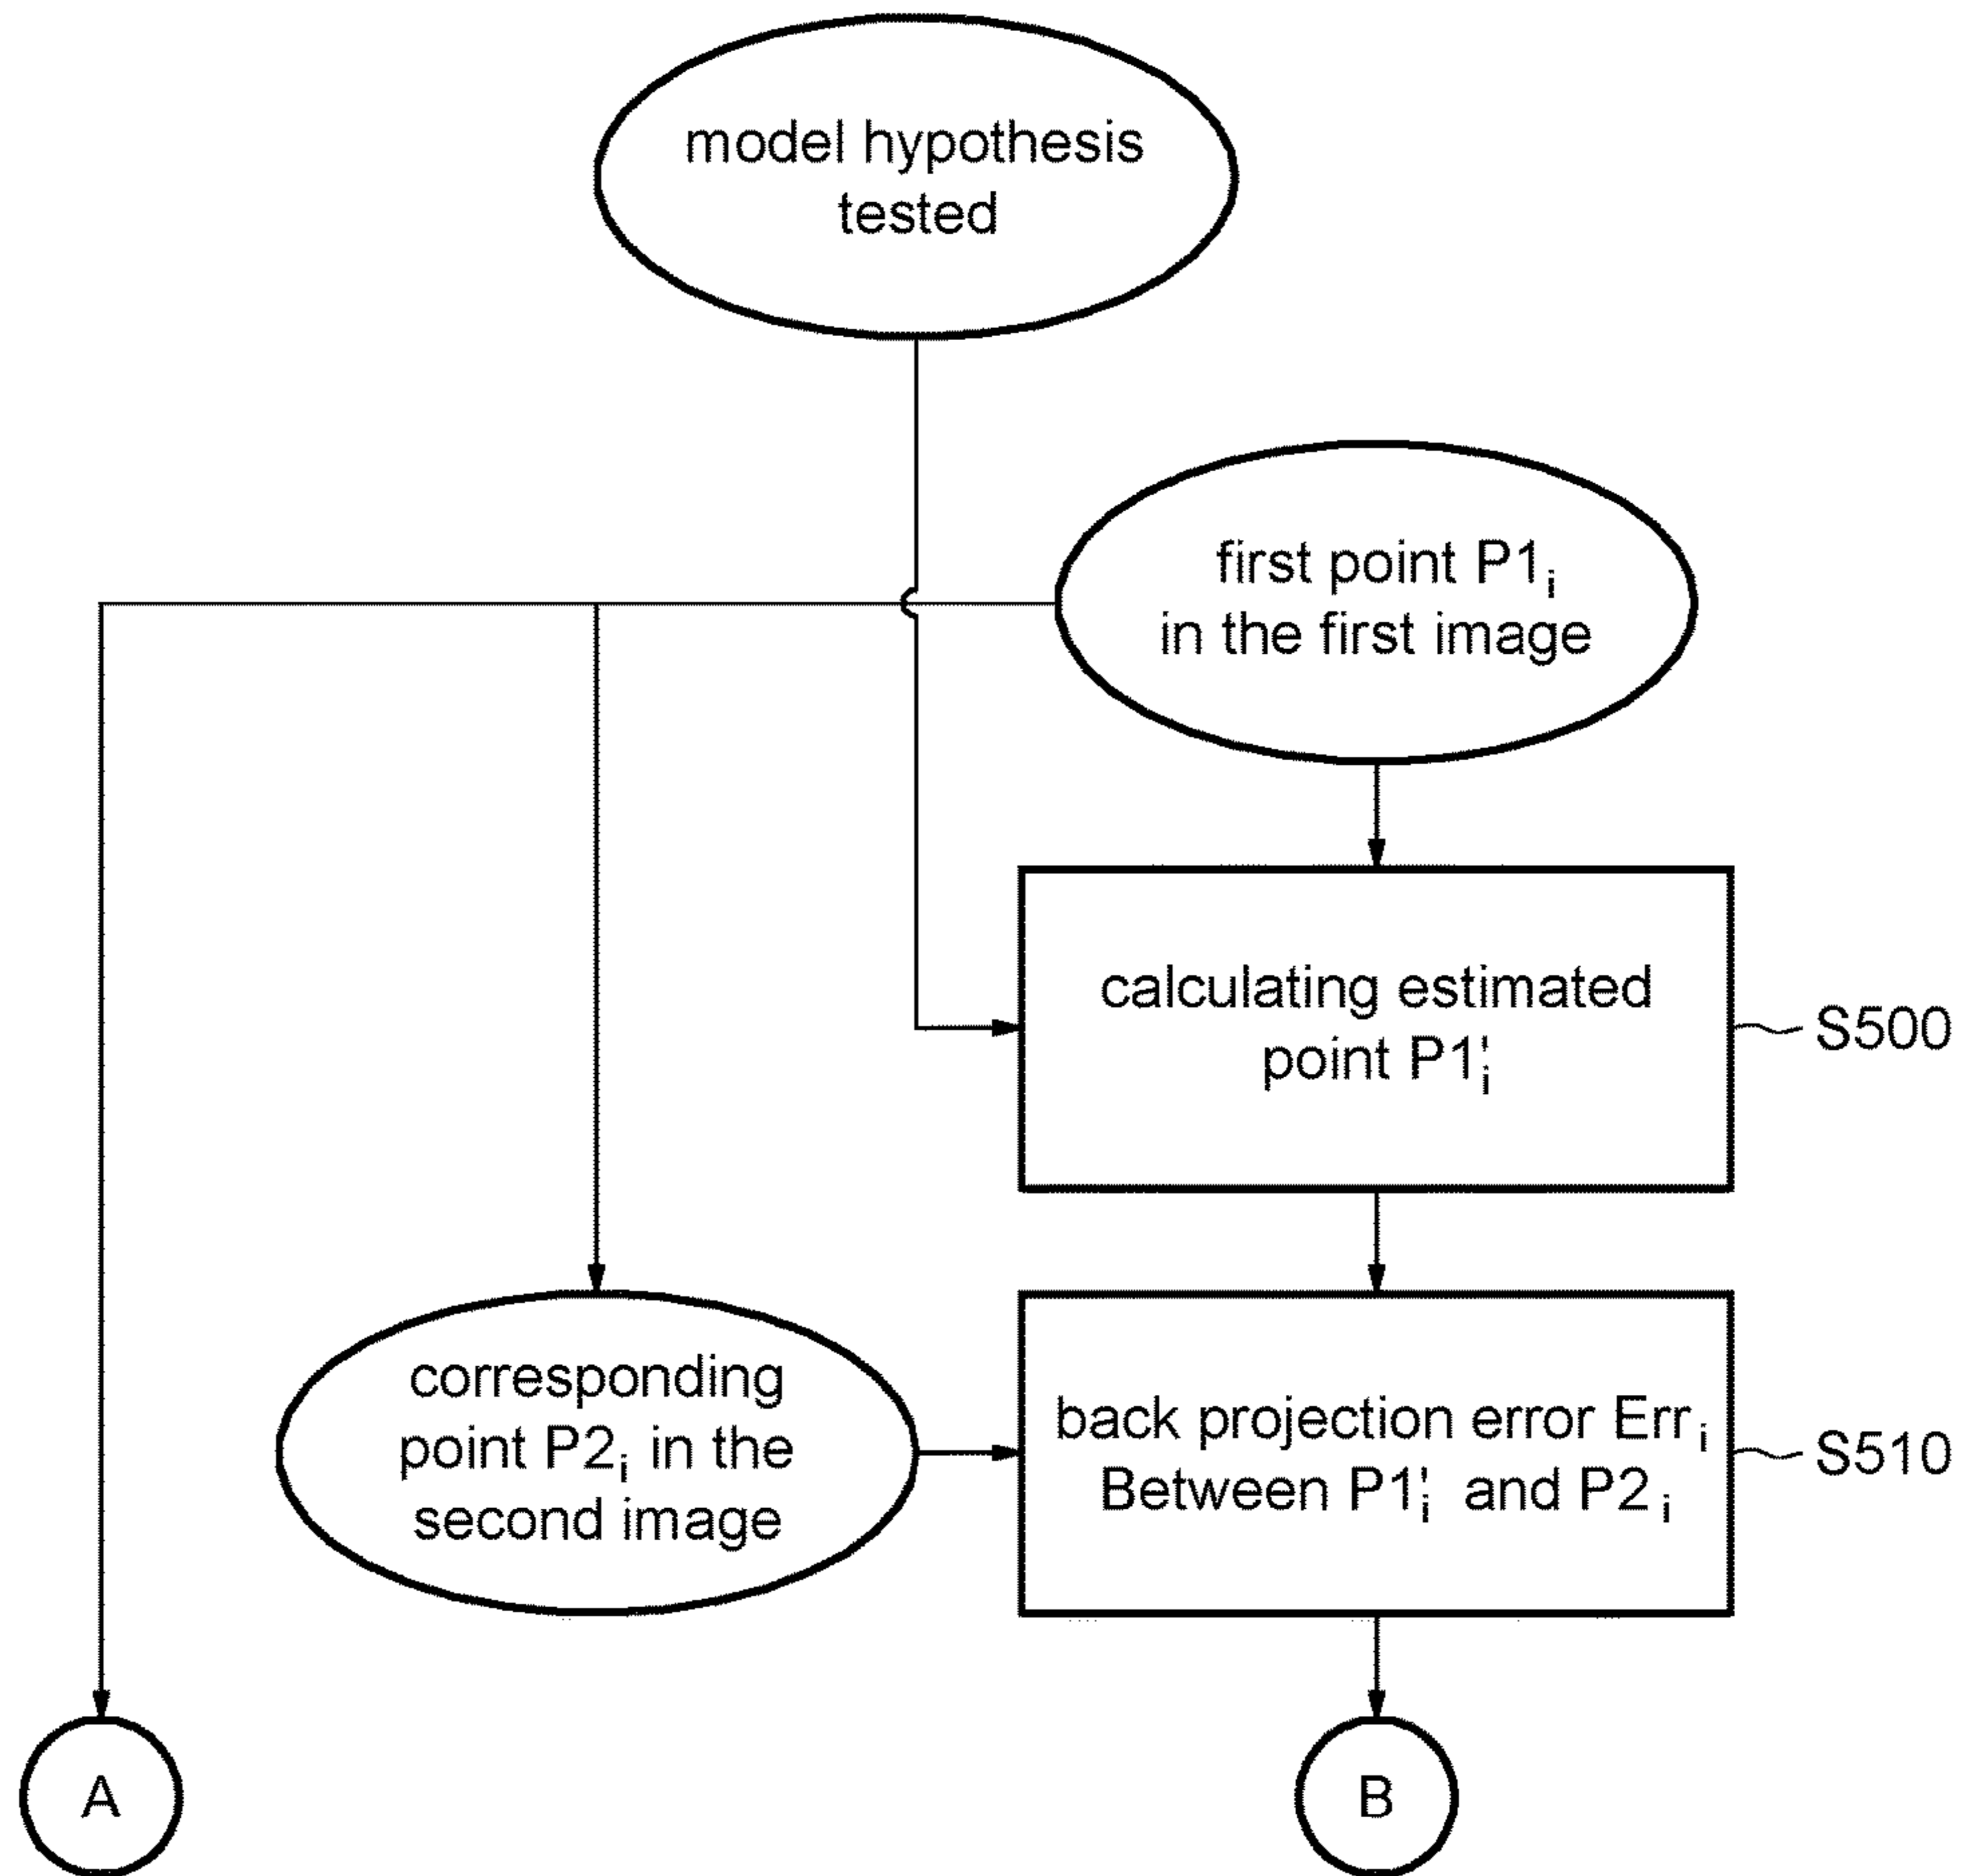 model hypothesis
tested
first point P1i
in the first image
calculating estimated
point P1'i
S500
corresponding
point P2i in the
second image
back projection error Erri
Between P1'i and P2i
S510
A
B